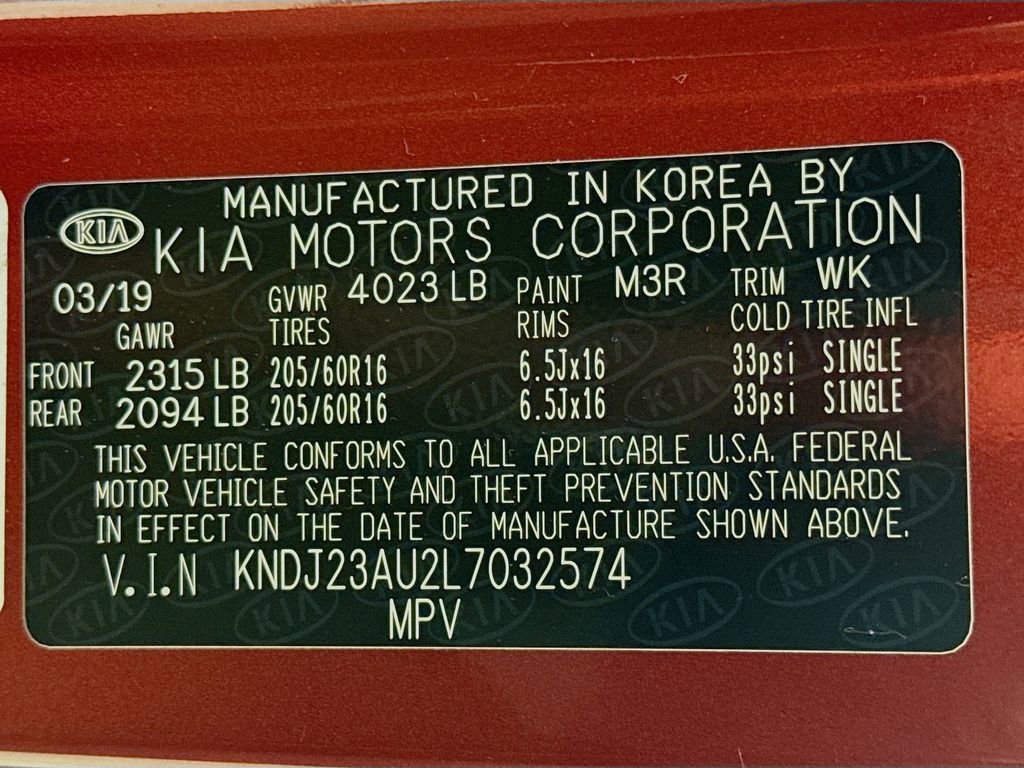 MANUFACTURED IN KOREA BY
KIA KIA MOTORS CORPORATION
03/19 GVWR 4023 LB PAINT M3R TRIM WK
GAWR TIRES RIMS COLD TIRE INFL
FRONT 2315 LB 205/60R16 6.5Jx16 33psi SINGLE
REAR 2094 LB 205/60R16 6.5Jx16 33psi SINGLE
THIS VEHICLE CONFORMS TO ALL APPLICABLE U.S.A. FEDERAL
MOTOR VEHICLE SAFETY AND THEFT PREVENTION STANDARDS
IN EFFECT ON THE DATE OF MANUFACTURE SHOWN ABOVE.
V.I.N KNDJ23AU2L7032574
MPV